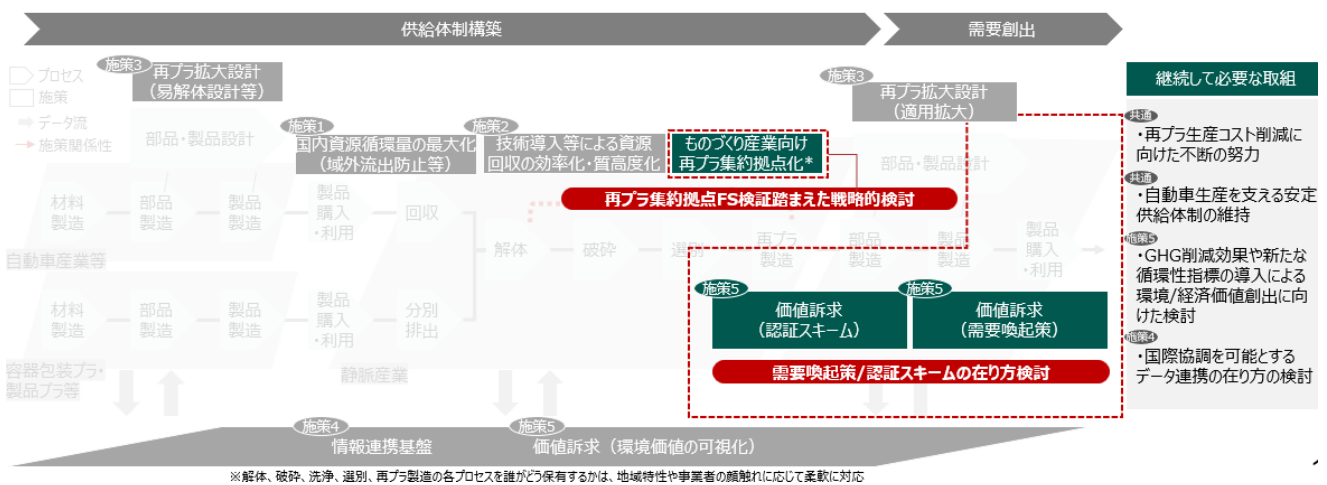 供給体制構築
需要創出
プロセス
施策
データ流
施策関係性
施策3
再プラ拡大設計
(易解体設計等)
部品・製品設計
施策1
国内資源循環量の最大化
(域外流出防止等)
施策2
技術導入等による資源
回収の効率化・質高度化
ものづくり産業向け
再プラ集約拠点化*
施策3
再プラ拡大設計
(適用拡大)
部品・製品設計
再プラ集約拠点FS検証踏まえた戦略的検討
材料
製造
部品
製造
製品
製造
製品
購入
・利用
回収
自動車産業等
解体
破砕
選別
再プラ
製造
部品
製造
製品
製造
製品
購入
・利用
材料
製造
部品
製造
製品
製造
製品
購入
・利用
分別
排出
容器包装プラ・
製品プラ等
静脈産業
施策5
価値訴求
(認証スキーム)
施策5
価値訴求
(需要喚起策)
需要喚起策/認証スキームの在り方検討
施策4
情報連携基盤
施策5
価値訴求(環境価値の可視化)
※解体、破砕、洗浄、選別、再プラ製造の各プロセスを誰がどう保有するかは、地域特性や事業者の顔触れに応じて柔軟に対応
継続して必要な取組
共通
・再プラ生産コスト削減に
向けた不断の努力
共通
・自動車生産を支える安定
供給体制の維持
施策5
・GHG削減効果や新たな
循環性指標の導入による
環境/経済価値創出に向
けた検討
施策4
・国際協調を可能とする
データ連携の在り方の検討